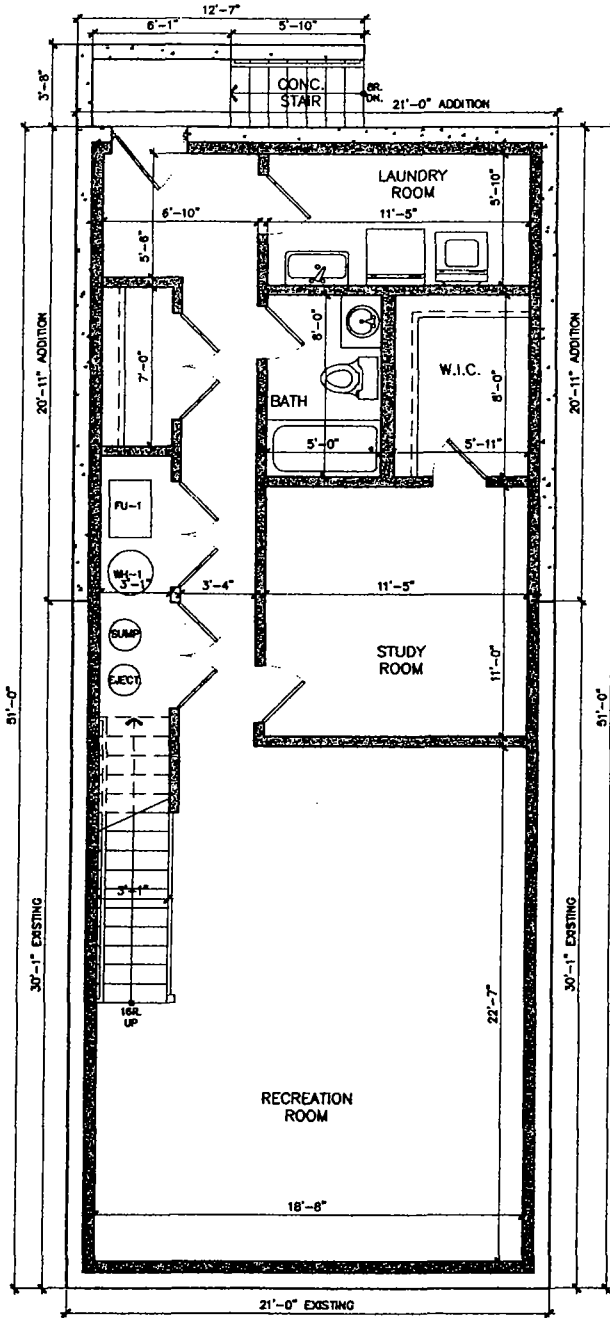 12'-7"
6'-1"
5'-10"
3'-8"
CONC.
STAIR
8R.
DN.
21'-0" ADDITION
LAUNDRY
ROOM
5'-10"
6'-10"
11'-5"
5'-6"
20'-11" ADDITION
20'-11" ADDITION
7'-0"
8'-0"
BATH
W.I.C.
8'-0"
5'-0"
5'-11"
FU-1
WH-1
3'-1"
3'-4"
11'-5"
SUMP
STUDY
ROOM
11'-0"
EJECT.
51'-0"
51'-0"
3'-1"
30'-1" EXISTING
30'-1" EXISTING
16R.
UP
22'-7"
RECREATION
ROOM
18'-8"
21'-0" EXISTING